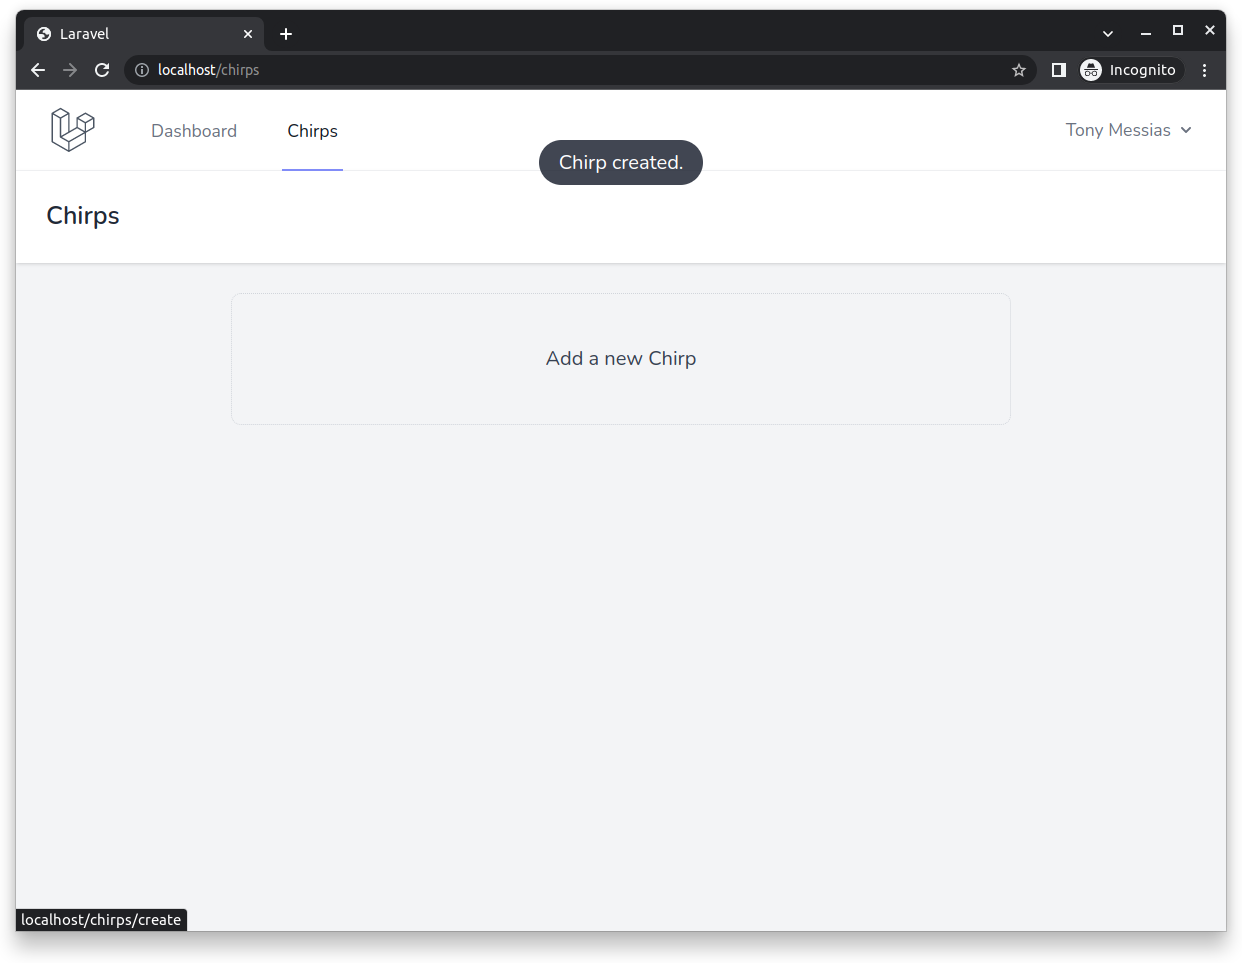 Laravel
localhost/chirps
Incognito
Dashboard
Chirps
Tony Messias
Chirp created.
Chirps
Add a new Chirp
localhost/chirps/create